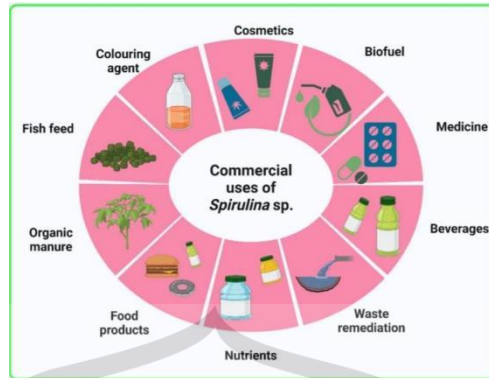 Cosmetics
Biofuel
Medicine
Beverages
Waste
remediation
Nutrients
Food
products
Organic
manure
Fish feed
Colouring
agent
Commercial
uses of
Spirulina sp.